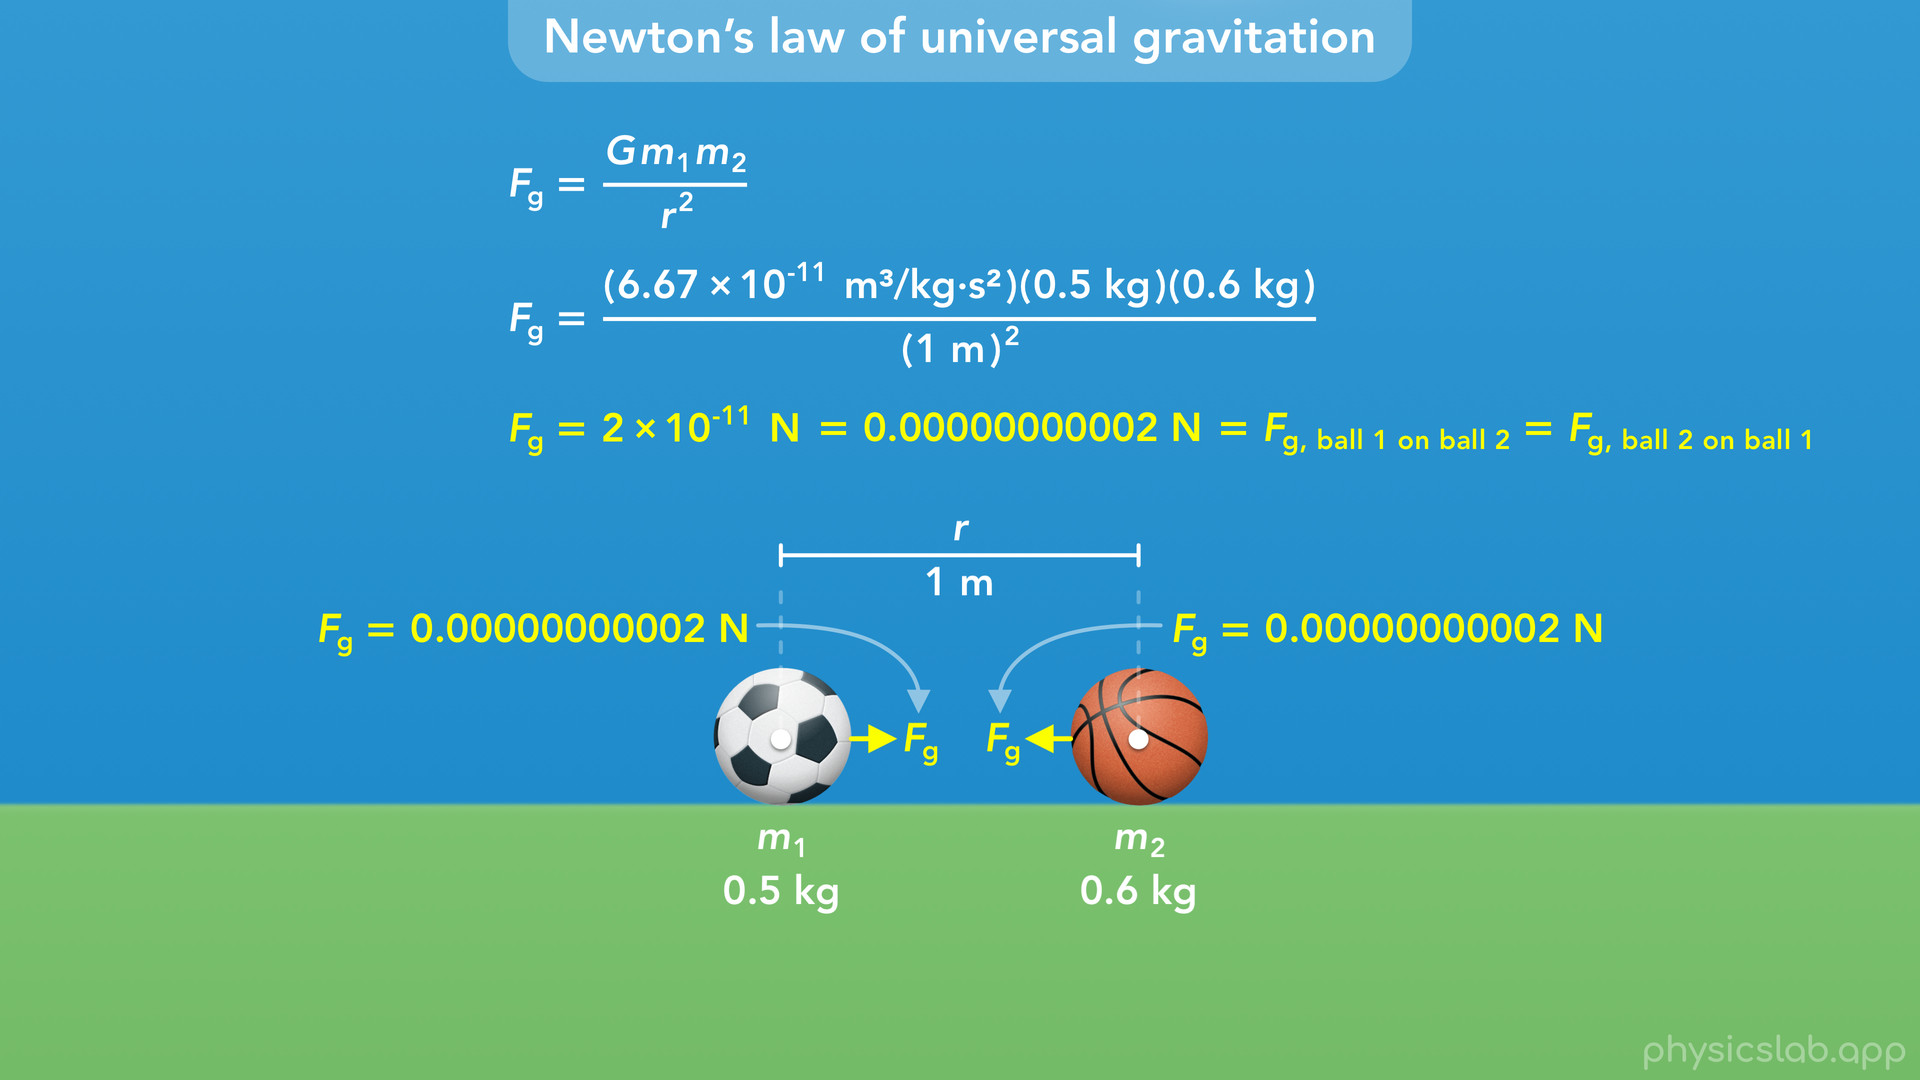 Newton’s law of universal gravitation
Fg = Gm₁m₂ / r²
Fg = (6.67 × 10⁻¹¹ m³/kg·s²)(0.5 kg)(0.6 kg) / (1 m)²
Fg = 2 × 10⁻¹¹ N = 0.00000000002 N = Fg, ball 1 on ball 2 = Fg, ball 2 on ball 1
r
1 m
Fg = 0.00000000002 N
Fg = 0.00000000002 N
Fg
Fg
m₁
m₂
0.5 kg
0.6 kg
physicslab.app